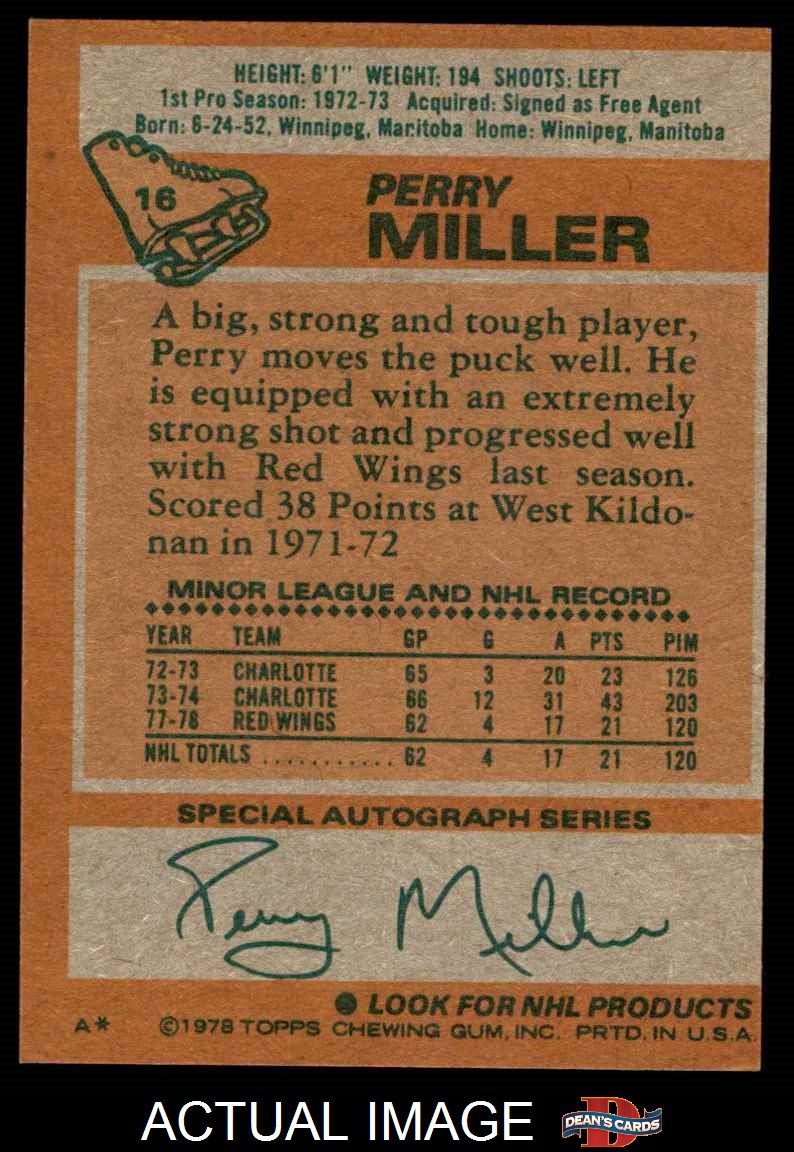 HEIGHT: 6'1" WEIGHT: 194 SHOOTS: LEFT
1st Pro Season: 1972-73 Acquired: Signed as Free Agent
Born: 6-24-52, Winnipeg, Manitoba Home: Winnipeg, Manitoba
16
PERRY
MILLER
A big, strong and tough player,
Perry moves the puck well. He
is equipped with an extremely
strong shot and progressed well
with Red Wings last season.
Scored 38 Points at West Kildo-
nan in 1971-72
MINOR LEAGUE AND NHL RECORD
YEAR TEAM GP G A PTS PIM
72-73 CHARLOTTE 65 3 20 23 126
73-74 CHARLOTTE 66 12 31 43 203
77-78 RED WINGS 62 4 17 21 120
NHL TOTALS ............ 62 4 17 21 120
SPECIAL AUTOGRAPH SERIES
Perry Miller
● LOOK FOR NHL PRODUCTS
A* ©1978 TOPPS CHEWING GUM, INC. PRTD. IN U.S.A.
ACTUAL IMAGE
DEAN'S CARDS